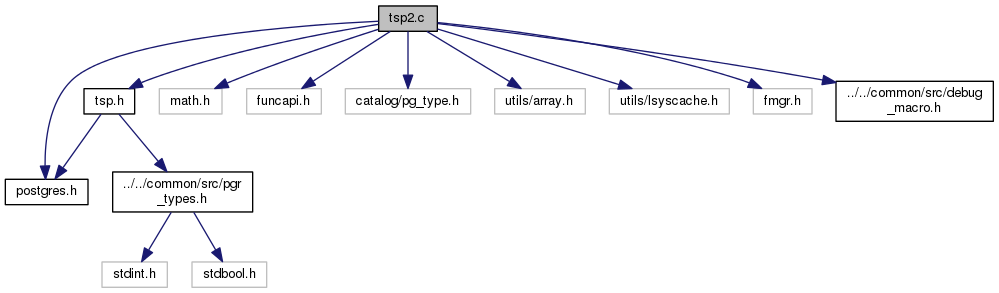 tsp2.c
tsp.h
math.h
funcapi.h
catalog/pg_type.h
utils/array.h
utils/lsyscache.h
fmgr.h
../../common/src/debug
_macro.h
postgres.h
../../common/src/pgr
_types.h
stdint.h
stdbool.h